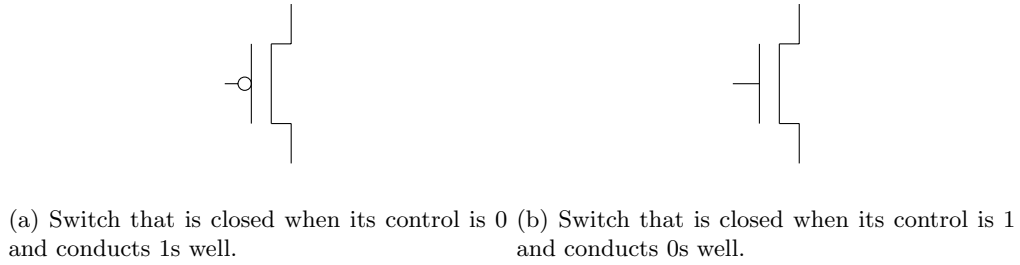 (a) Switch that is closed when its control is 0
and conducts 1s well.
(b) Switch that is closed when its control is 1
and conducts 0s well.